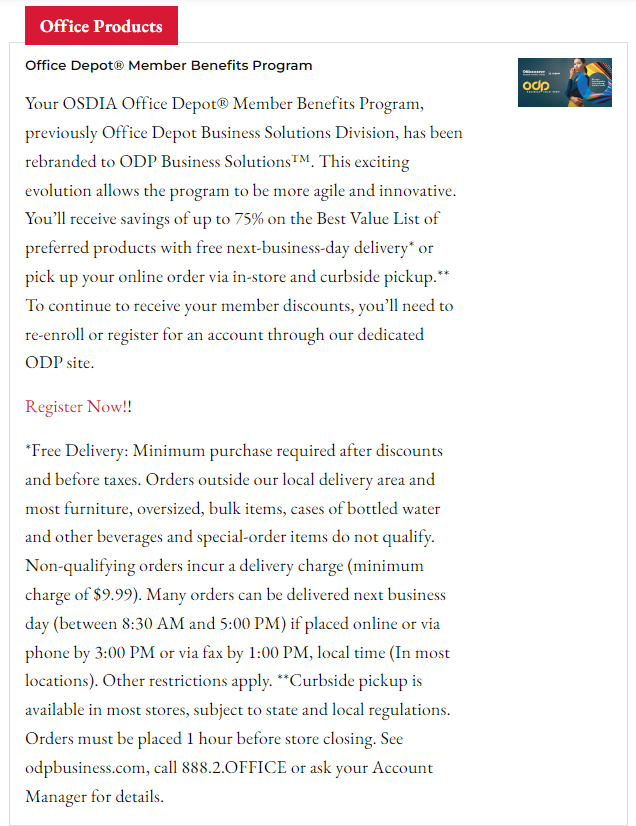 Office Products
Office Depot® Member Benefits Program
odp
Your OSDIA Office Depot® Member Benefits Program,
previously Office Depot Business Solutions Division, has been
rebranded to ODP Business Solutions™. This exciting
evolution allows the program to be more agile and innovative.
You’ll receive savings of up to 75% on the Best Value List of
preferred products with free next-business-day delivery* or
pick up your online order via in-store and curbside pickup.**
To continue to receive your member discounts, you’ll need to
re-enroll or register for an account through our dedicated
ODP site.
Register Now!!
*Free Delivery: Minimum purchase required after discounts
and before taxes. Orders outside our local delivery area and
most furniture, oversized, bulk items, cases of bottled water
and other beverages and special-order items do not qualify.
Non-qualifying orders incur a delivery charge (minimum
charge of $9.99). Many orders can be delivered next business
day (between 8:30 AM and 5:00 PM) if placed online or via
phone by 3:00 PM or via fax by 1:00 PM, local time (In most
locations). Other restrictions apply. **Curbside pickup is
available in most stores, subject to state and local regulations.
Orders must be placed 1 hour before store closing. See
odpbusiness.com, call 888.2.OFFICE or ask your Account
Manager for details.